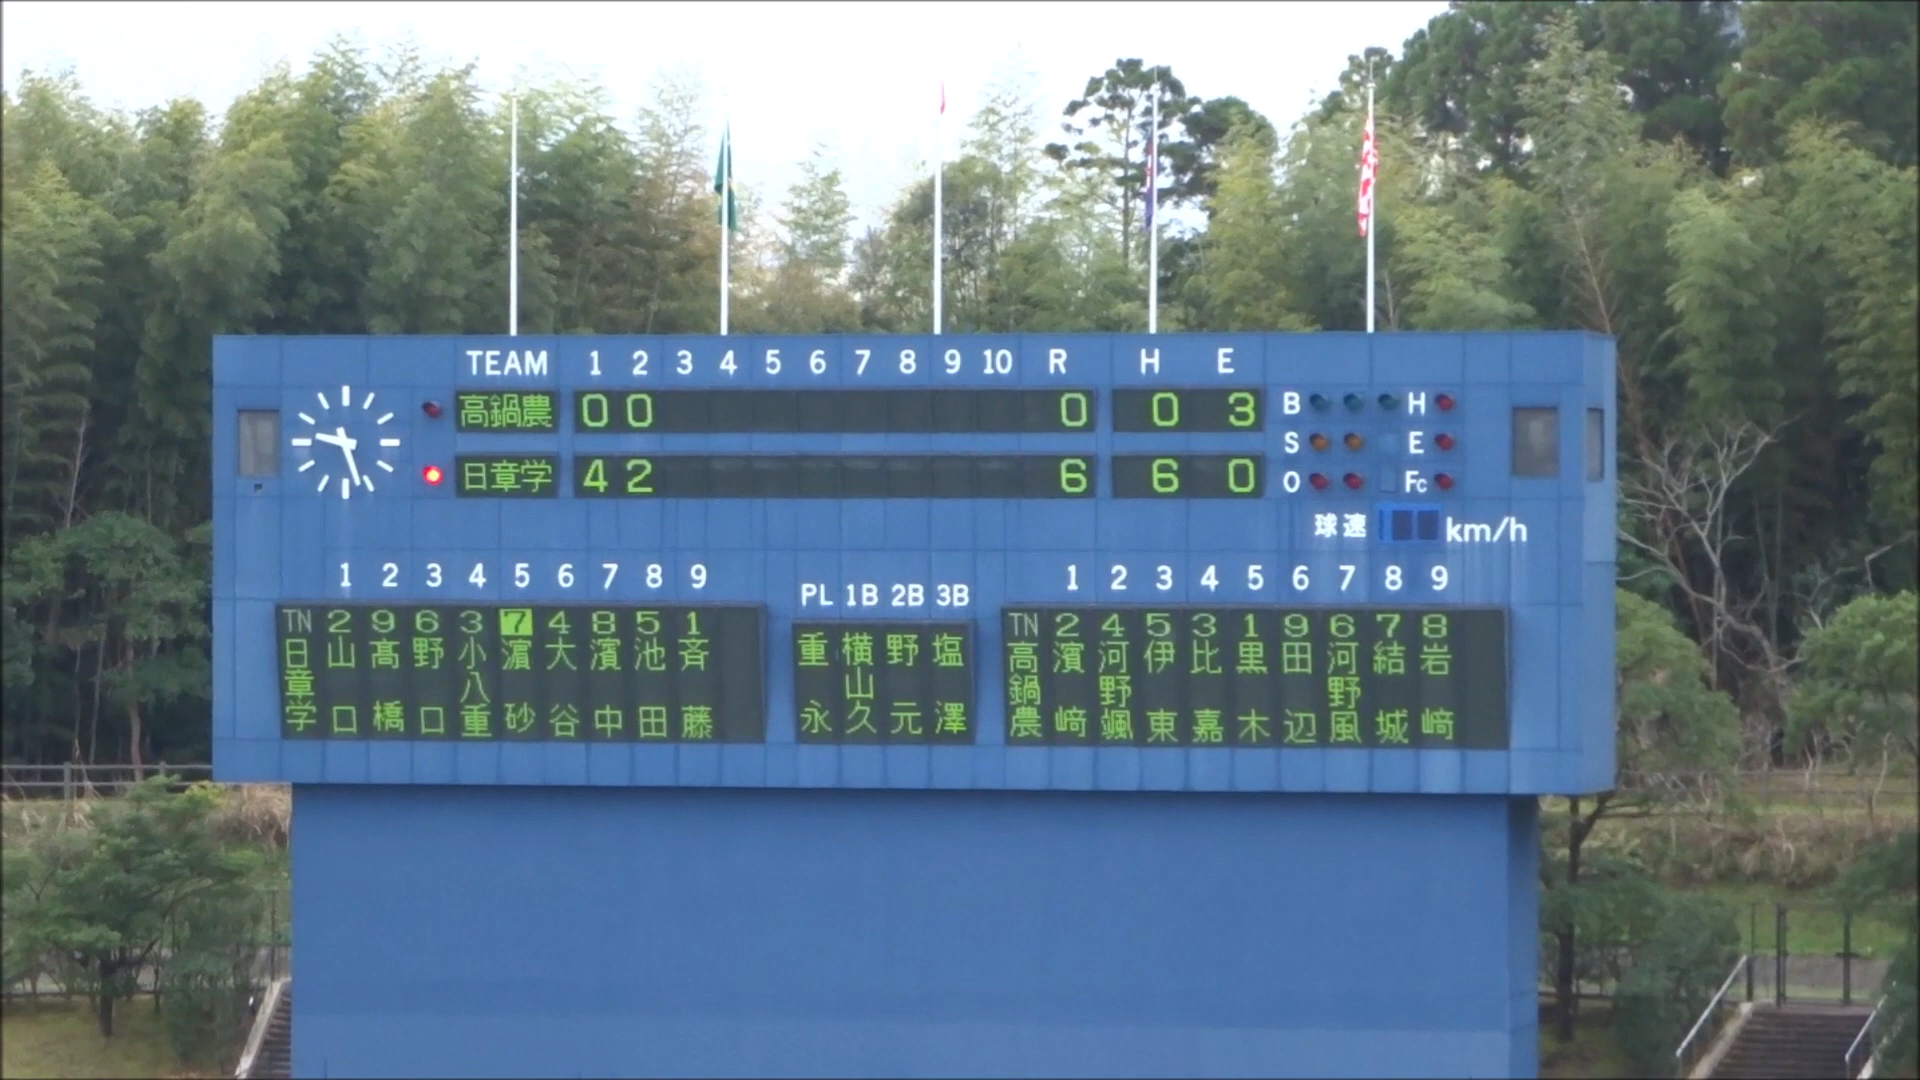 TEAM 1 2 3 4 5 6 7 8 9 10 R H E
高鍋農 0 0 0 0 3
日章学 4 2 6 6 0
B H
S E
O Fc
球速 km/h
1 2 3 4 5 6 7 8 9
TN 2 9 6 3 7 4 8 5 1
日章学
山口
髙橋
野口
小八重
濵砂
大谷
濵中
池田
斉藤
PL 1B 2B 3B
重永
横山久
野元
塩澤
1 2 3 4 5 6 7 8 9
TN 2 4 5 3 1 9 6 7 8
高鍋農
濱﨑
河野颯
伊東
比嘉
黒木
田辺
河野風
結城
岩﨑